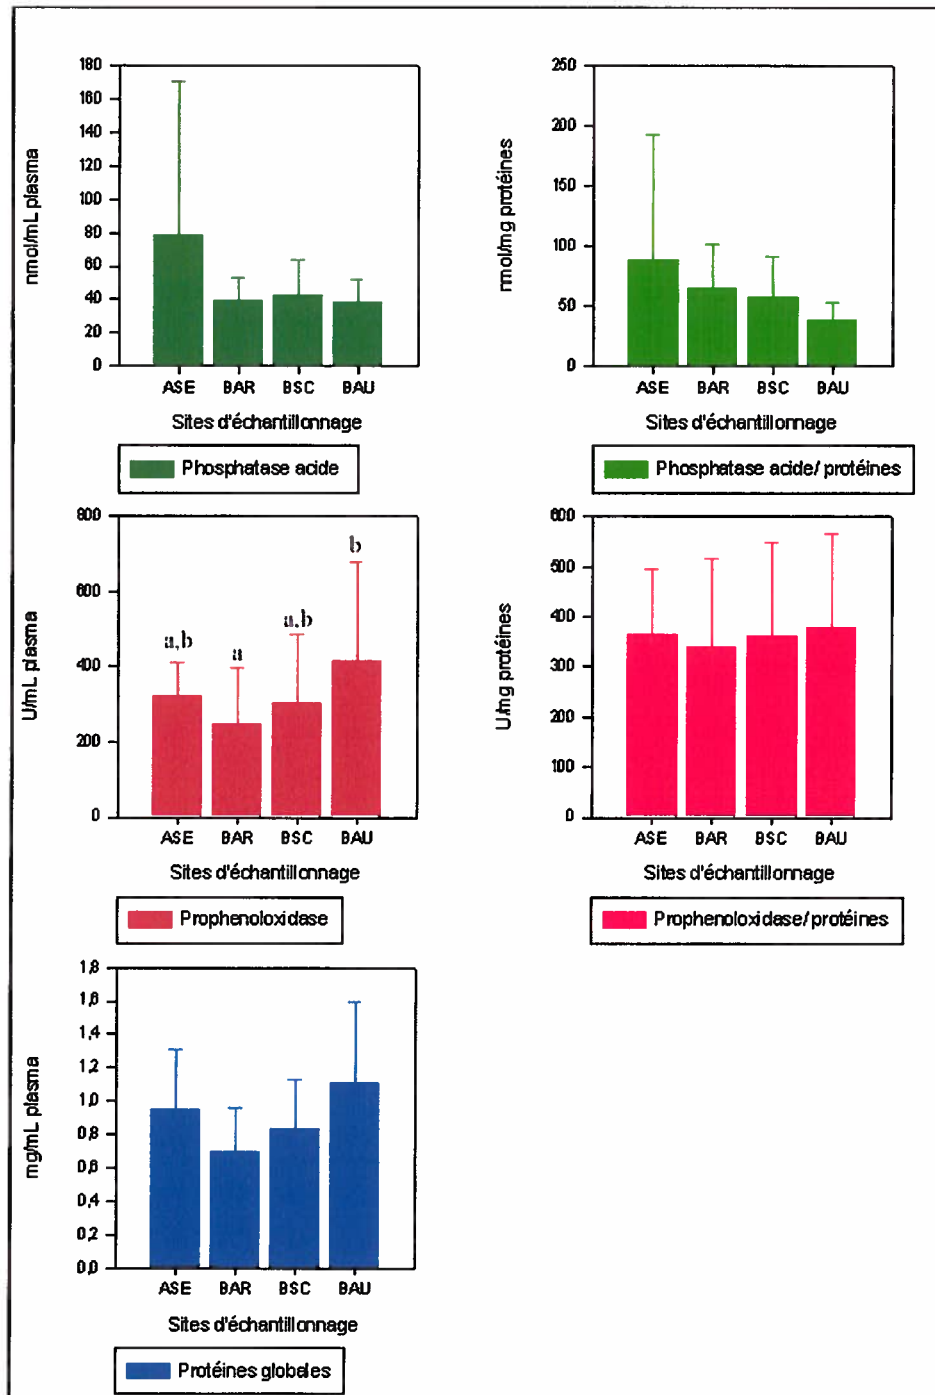 180
160
140
120
100
80
60
40
20
0
nmol/mL plasma
ASE BAR BSC BAU
Sites d'échantillonnage
Phosphatase acide
250
200
150
100
50
0
nmol/mg protéines
ASE BAR BSC BAU
Sites d'échantillonnage
Phosphatase acide/ protéines
800
600
400
200
0
U/mL plasma
a,b
a
a,b
b
ASE BAR BSC BAU
Sites d'échantillonnage
Prophenoloxidase
600
500
400
300
200
100
0
U/mg protéines
ASE BAR BSC BAU
Sites d'échantillonnage
Prophenoloxidase/ protéines
1,8
1,6
1,4
1,2
1,0
0,8
0,6
0,4
0,2
0,0
mg/mL plasma
ASE BAR BSC BAU
Sites d'échantillonnage
Protéines globales